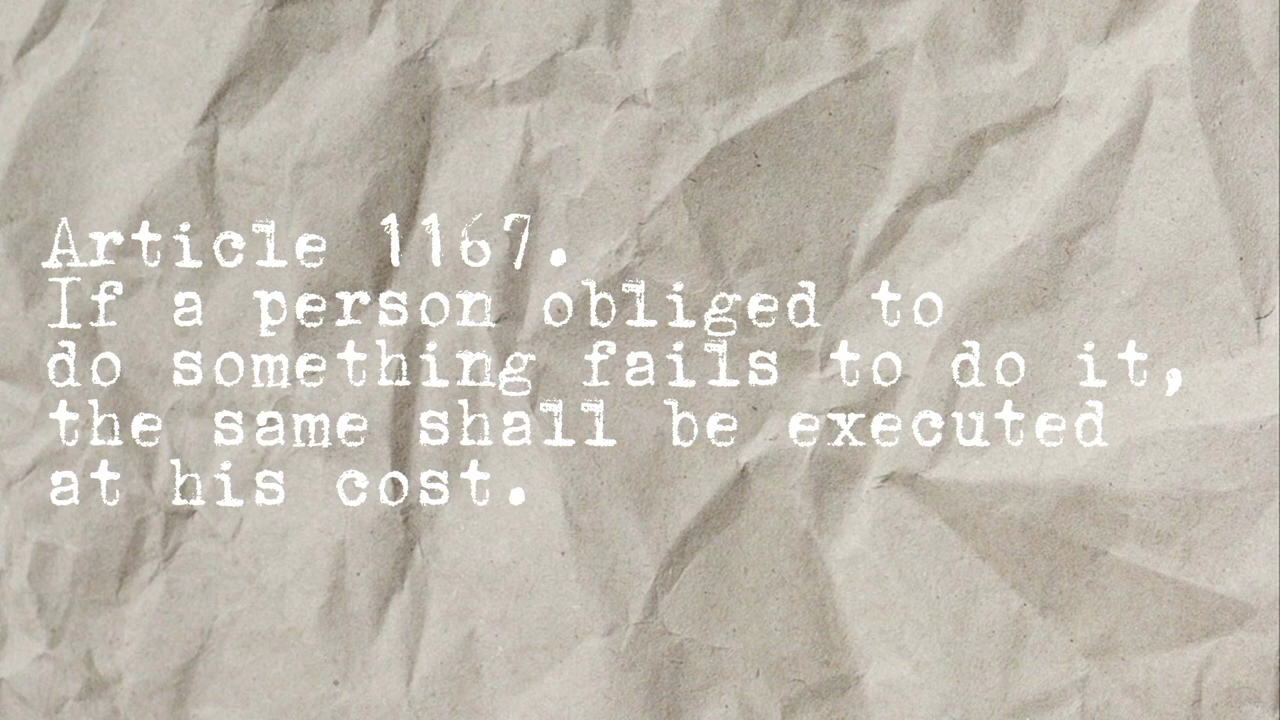 Article 1167.
If a person obliged to
do something fails to do it,
the same shall be executed
at his cost.